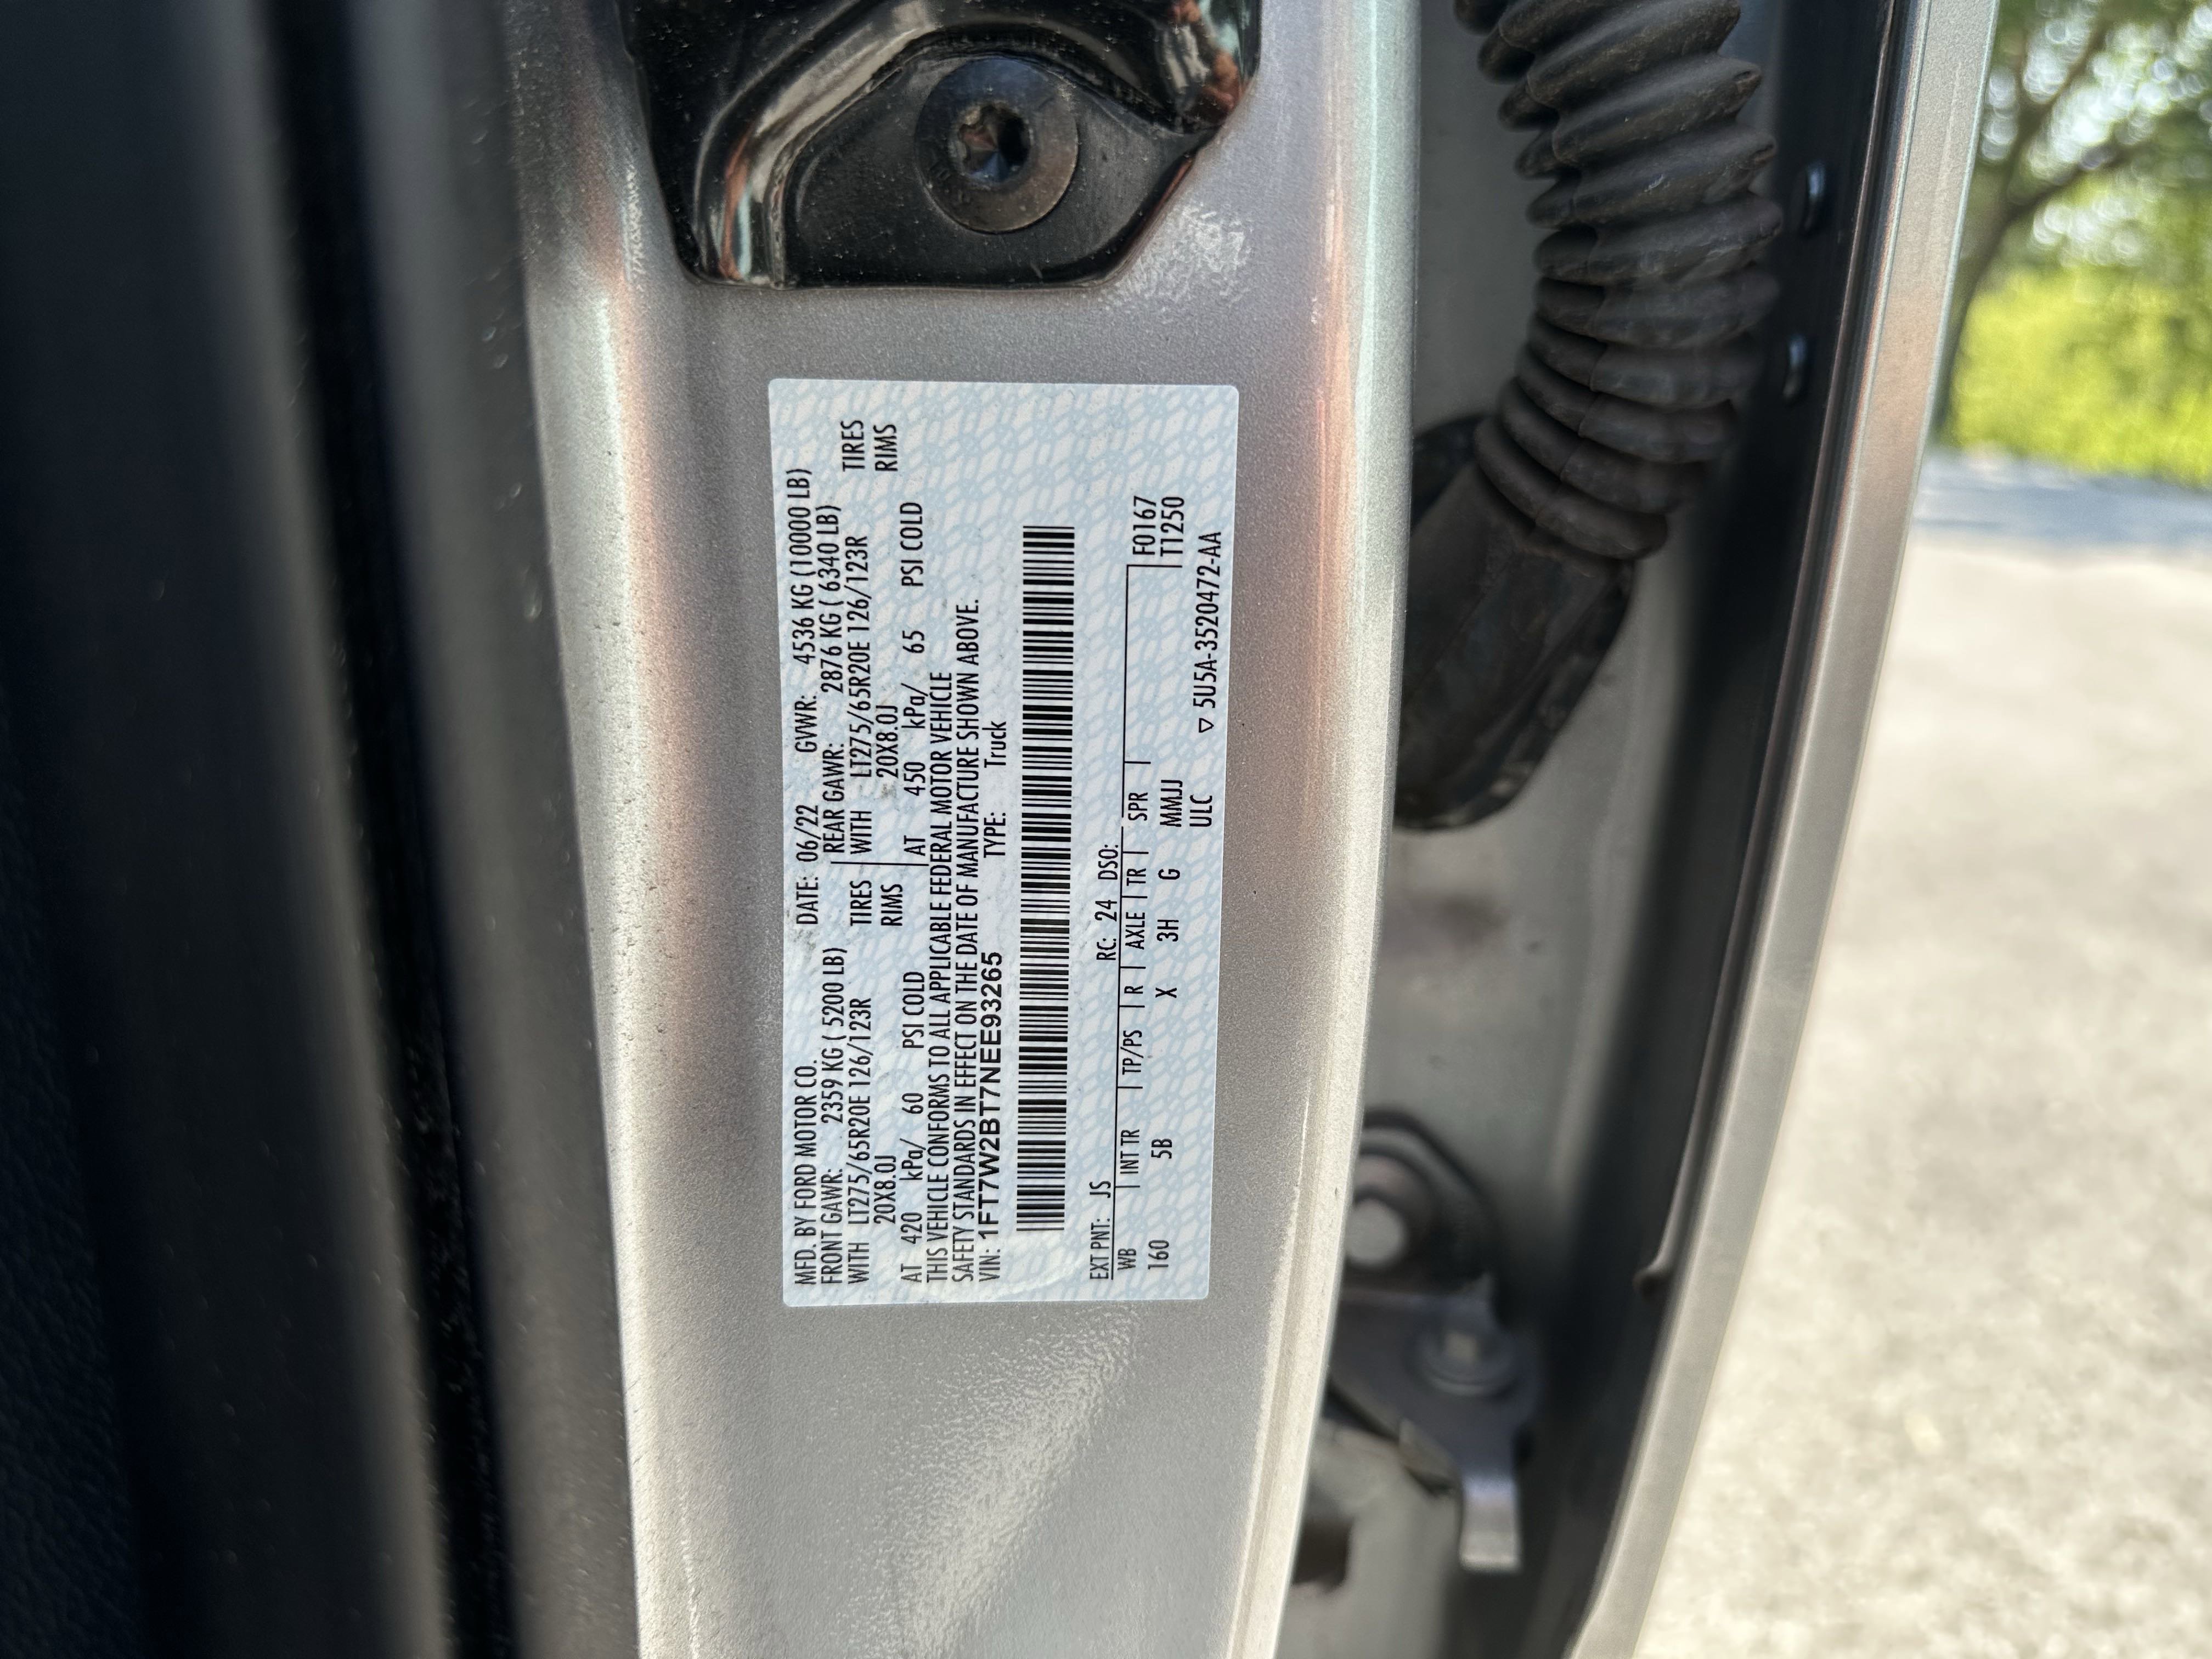 MFD. BY FORD MOTOR CO. DATE: 06/22 GVWR: 4536 KG (10000 LB)
FRONT GAWR: 2359 KG ( 5200 LB) REAR GAWR: 2876 KG ( 6340 LB)
WITH LT275/65R20E 126/123R TIRES WITH LT275/65R20E 126/123R TIRES
20X8.0J RIMS 20X8.0J RIMS
AT 420 kPa/ 60 PSI COLD AT 450 kPa/ 65 PSI COLD
THIS VEHICLE CONFORMS TO ALL APPLICABLE FEDERAL MOTOR VEHICLE
SAFETY STANDARDS IN EFFECT ON THE DATE OF MANUFACTURE SHOWN ABOVE.
VIN: 1FT7W2BT7NEE93265 TYPE: Truck
EXT PNT: JS RC: 24 DSO:
WB | INT TR | TP/PS | R | AXLE | TR | SPR | F0167
160 5B X 3H G MMJJ T1250
ULC ▽ 5U5A-3520472-AA